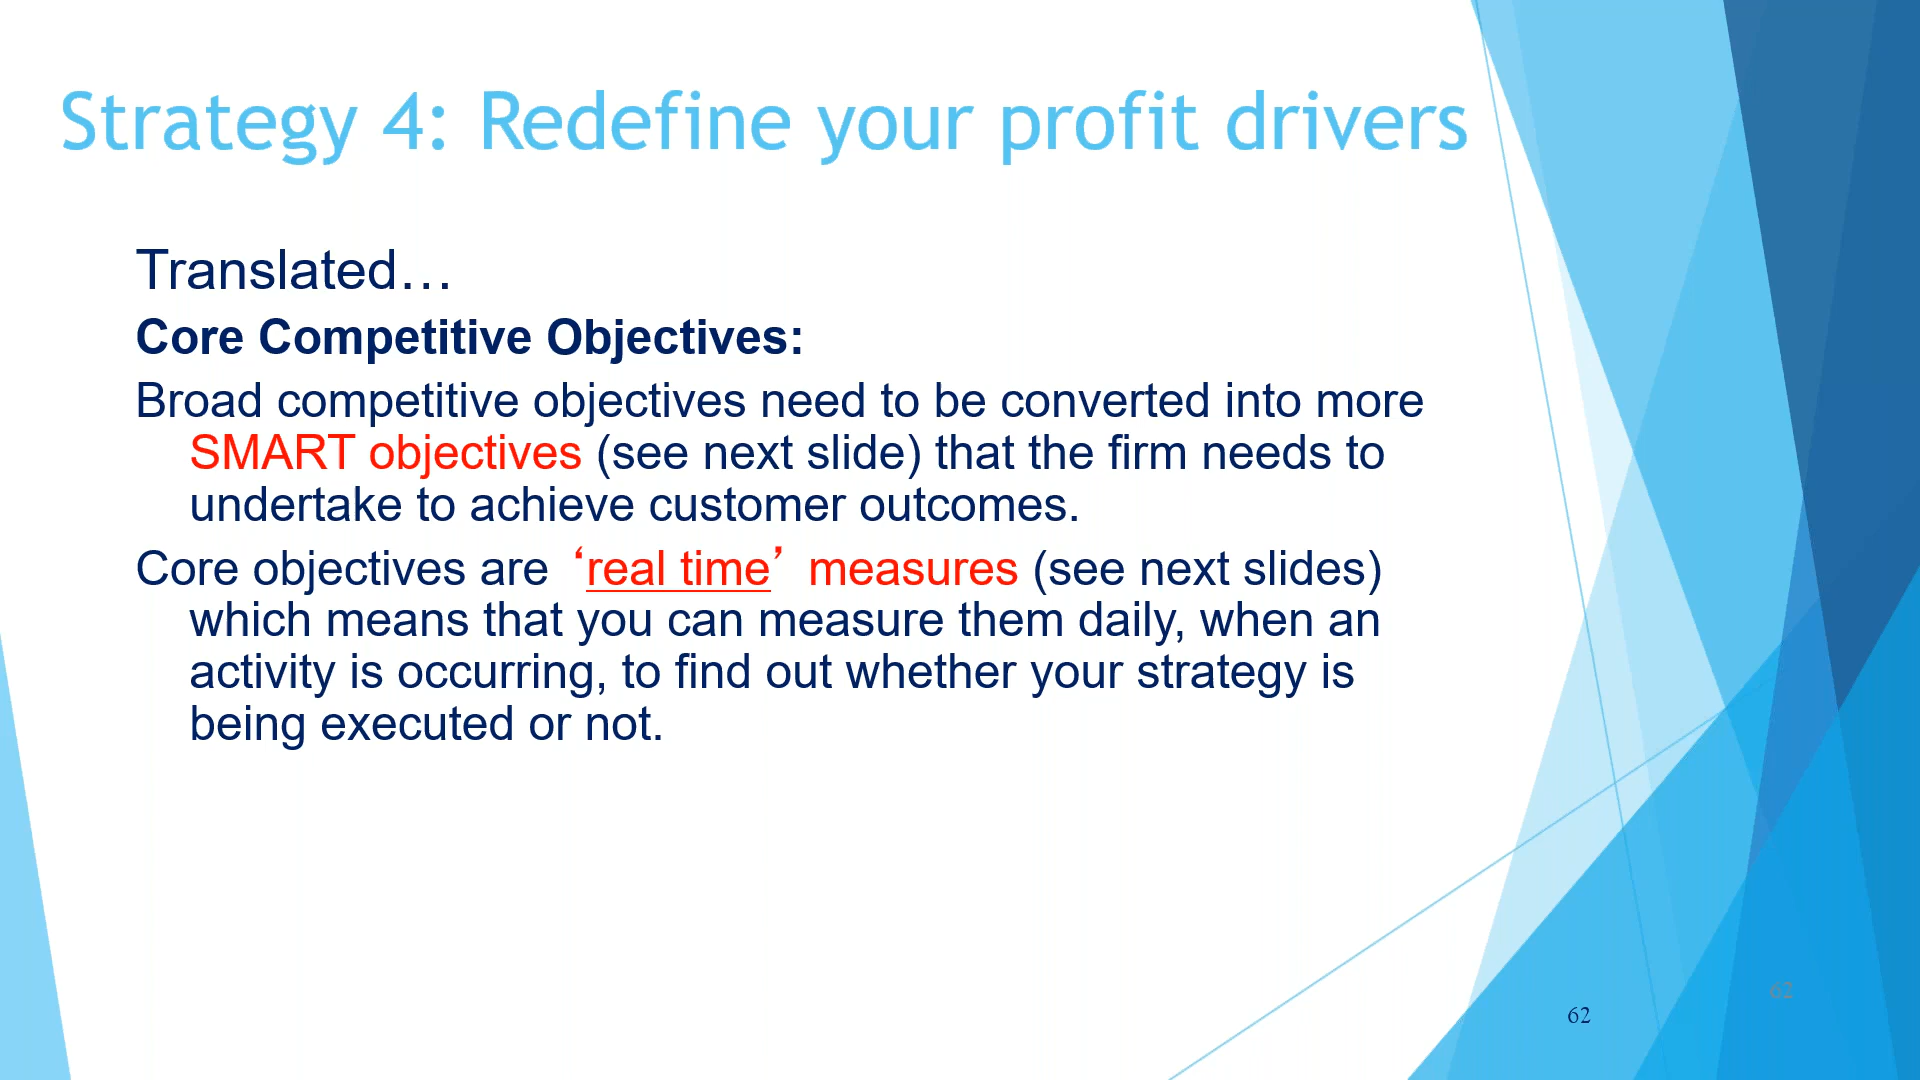 Strategy 4: Redefine your profit drivers
Translated…
Core Competitive Objectives:
Broad competitive objectives need to be converted into more
SMART objectives (see next slide) that the firm needs to
undertake to achieve customer outcomes.
Core objectives are ‘real time’ measures (see next slides)
which means that you can measure them daily, when an
activity is occurring, to find out whether your strategy is
being executed or not.
62
62